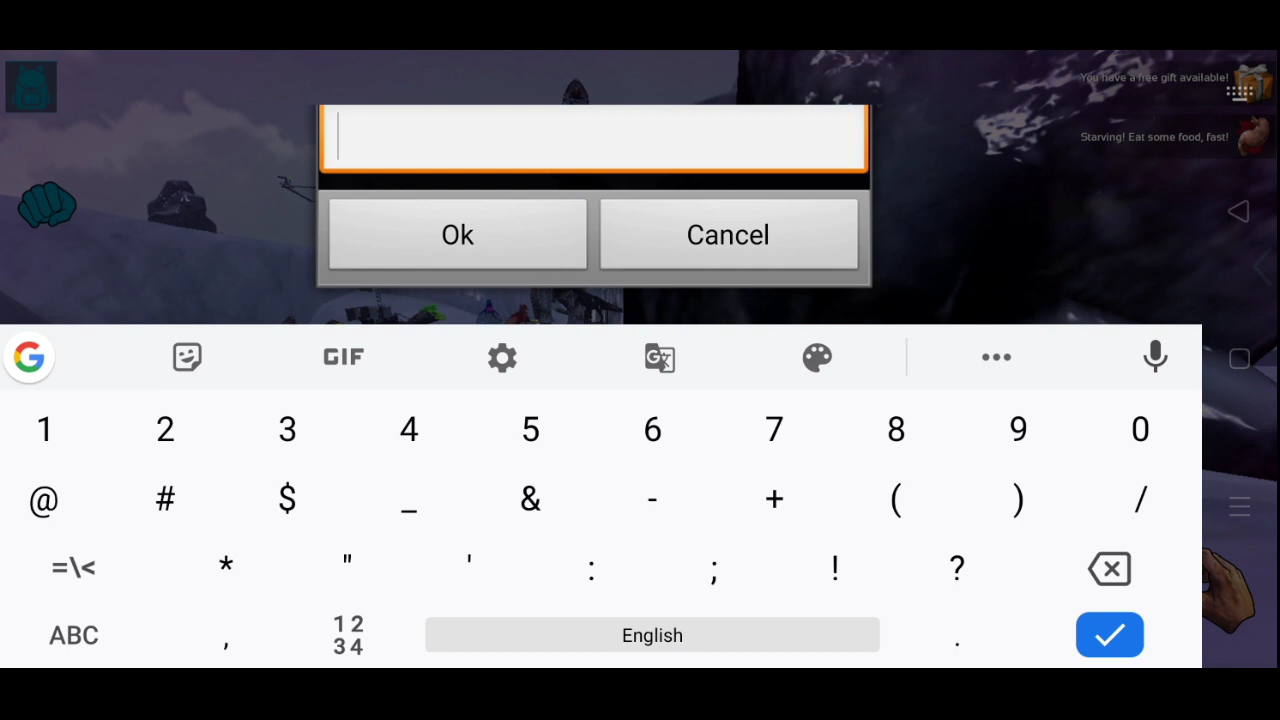 You have a free gift available!
Starving! Eat some food, fast!
Ok Cancel
G GIF G
1 2 3 4 5 6 7 8 9 0
@ # $ _ & - + ( ) /
=\< * " ' : ; ! ?
ABC , 1 2 3 4 English .